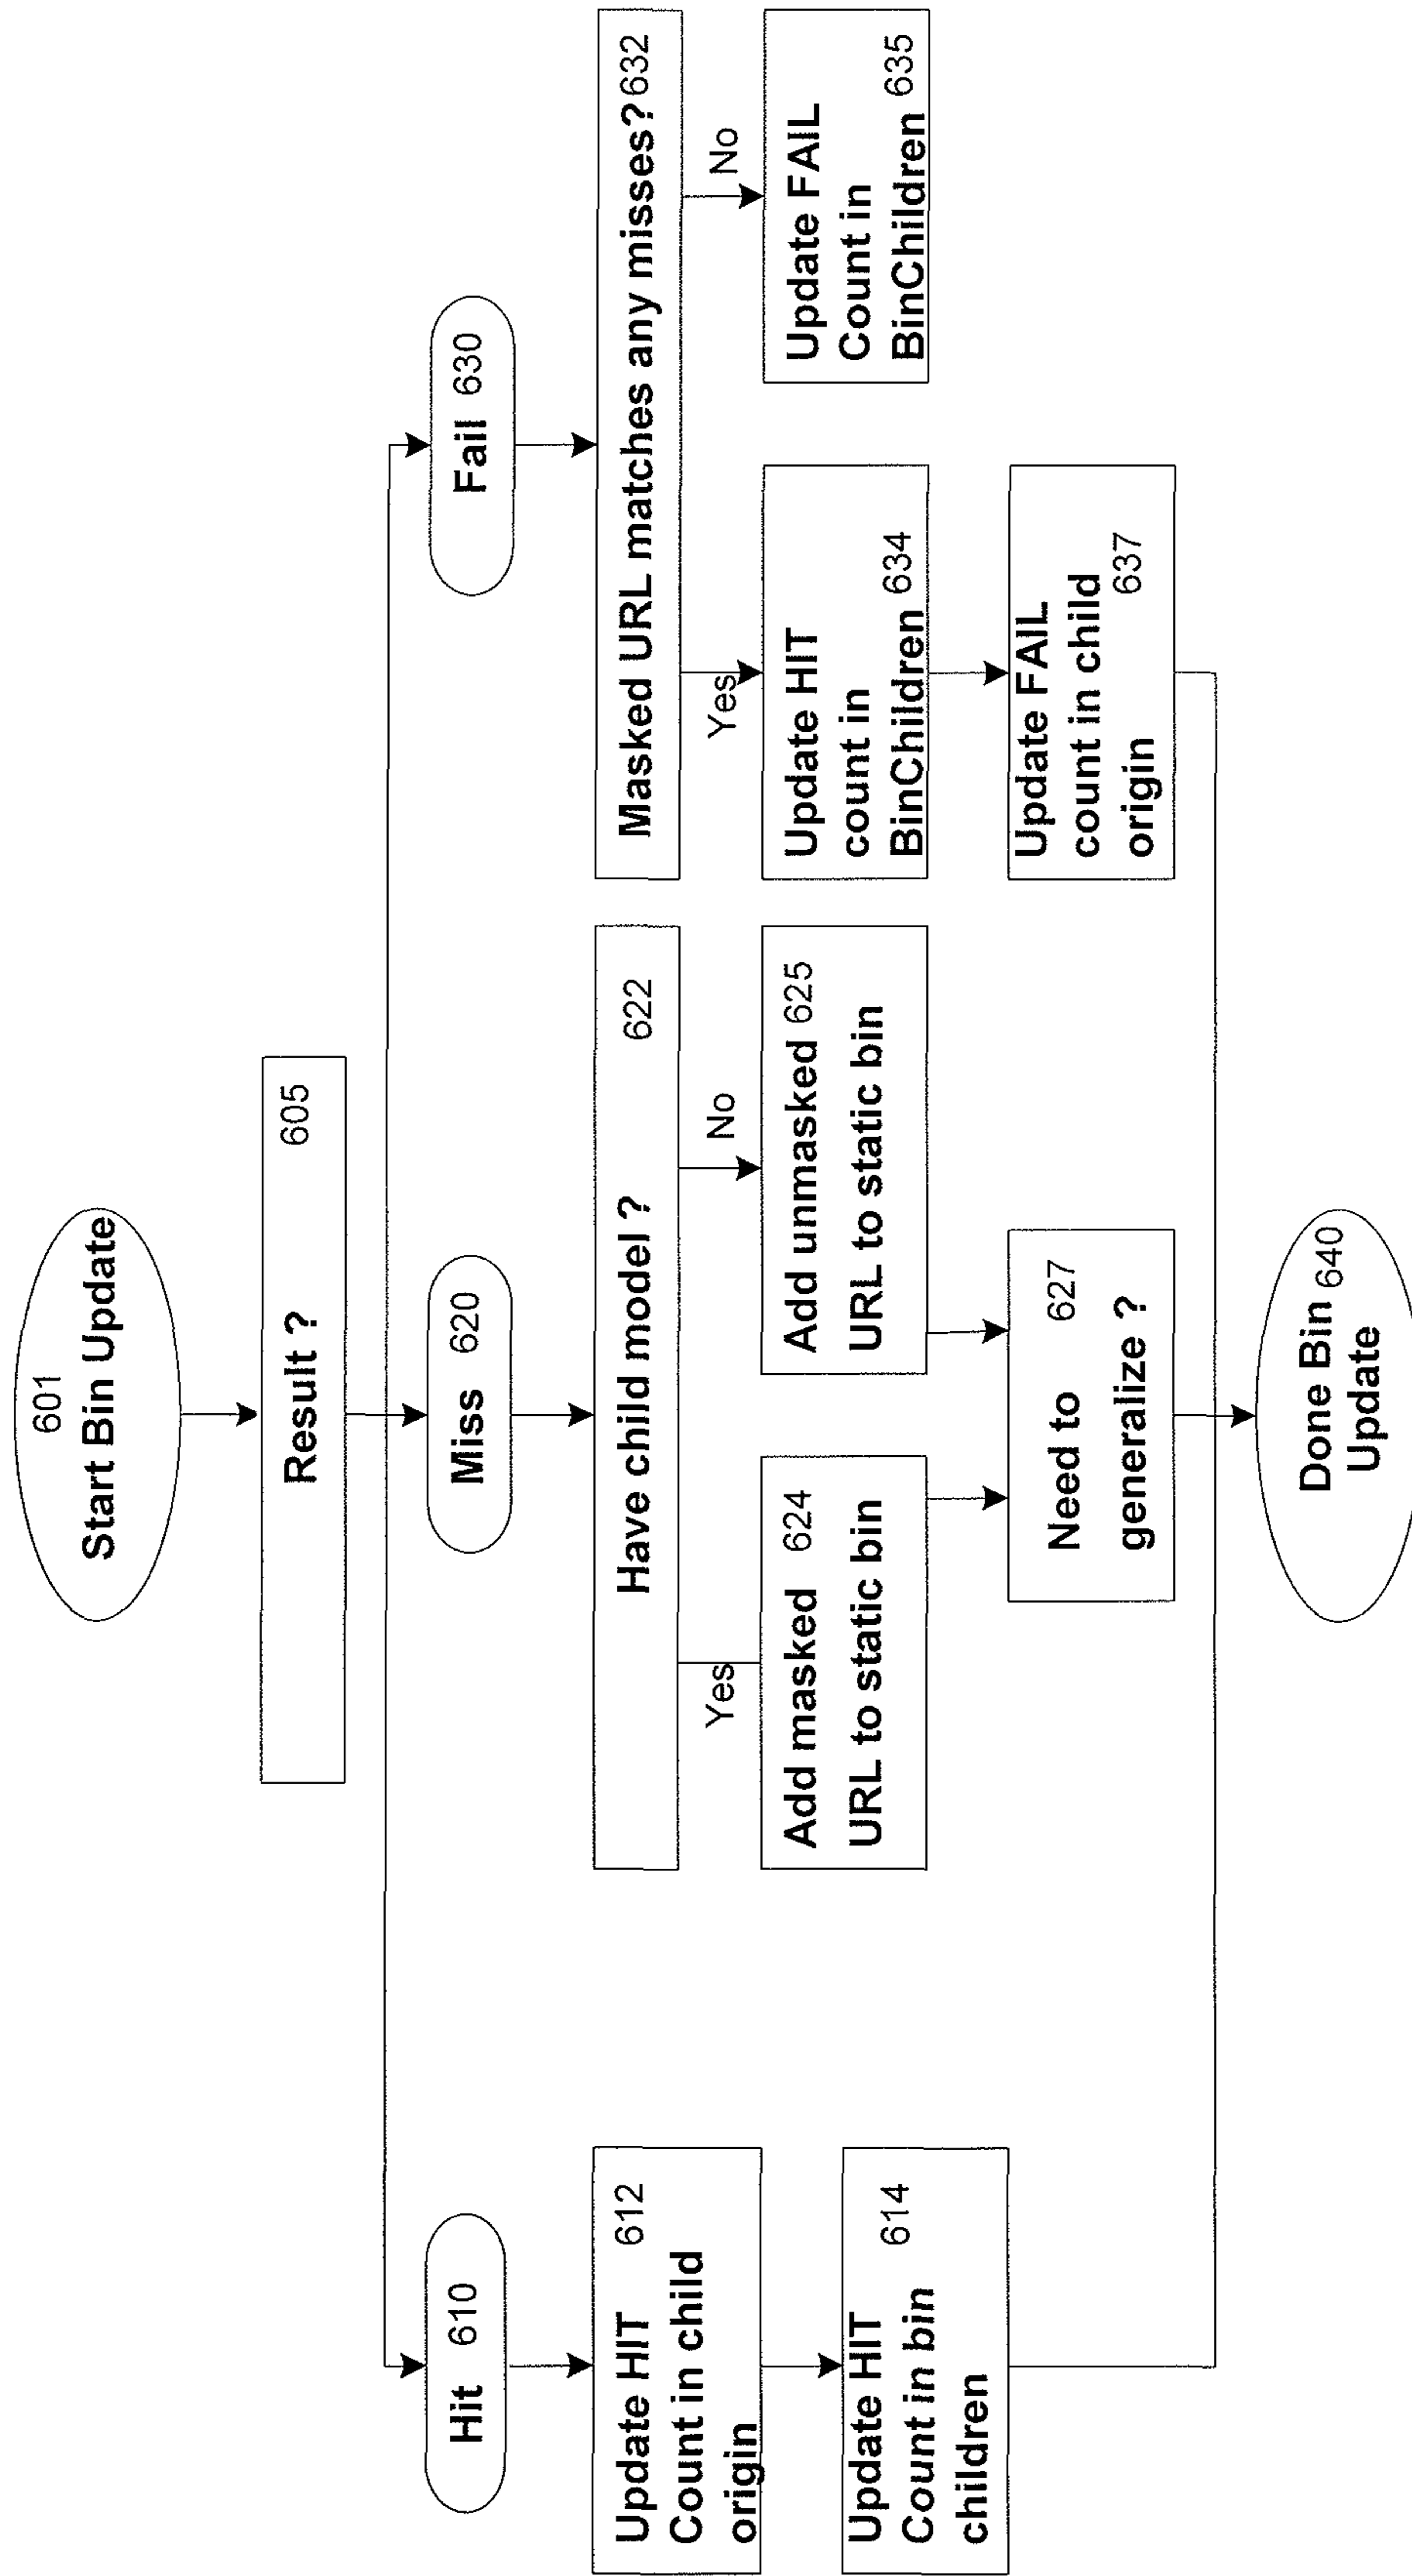 601
Start Bin Update
Result ? 605
Hit 610
Miss 620
Fail 630
Update HIT 612
Count in child
origin
Update HIT
Count in bin 614
children
Have child model ? 622
Yes
No
Add masked 624
URL to static bin
Add unmasked 625
URL to static bin
Need to 627
generalize ?
Masked URL matches any misses? 632
Yes
No
Update HIT
count in
BinChildren 634
Update FAIL
Count in
BinChildren 635
Update FAIL
count in child
origin 637
Done Bin 640
Update